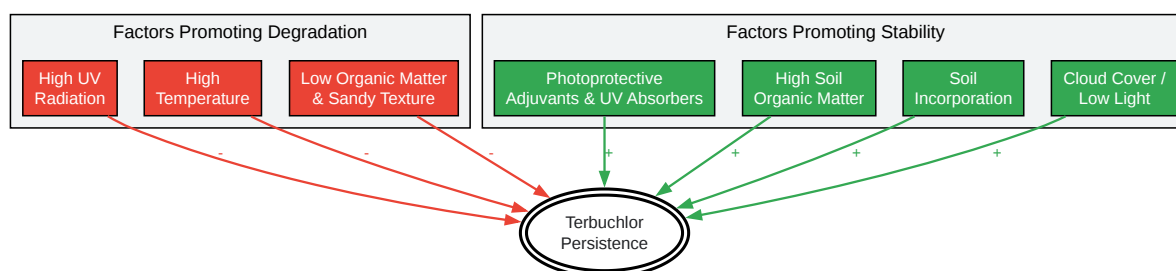 Factors Promoting Degradation
Factors Promoting Stability
High UV
Radiation
High
Temperature
Low Organic Matter
& Sandy Texture
Photoprotective
Adjuvants & UV Absorbers
High Soil
Organic Matter
Soil
Incorporation
Cloud Cover /
Low Light
-
-
-
+
+
+
+
Terbuchlor
Persistence